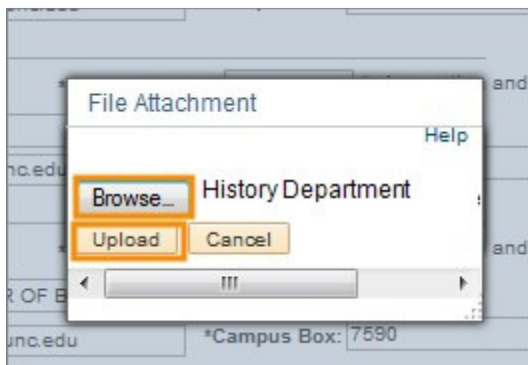 and
File Attachment
Help
nc.edu
Browse...
History Department
Upload
Cancel
and
R OF B
unc.edu
*Campus Box: 7590